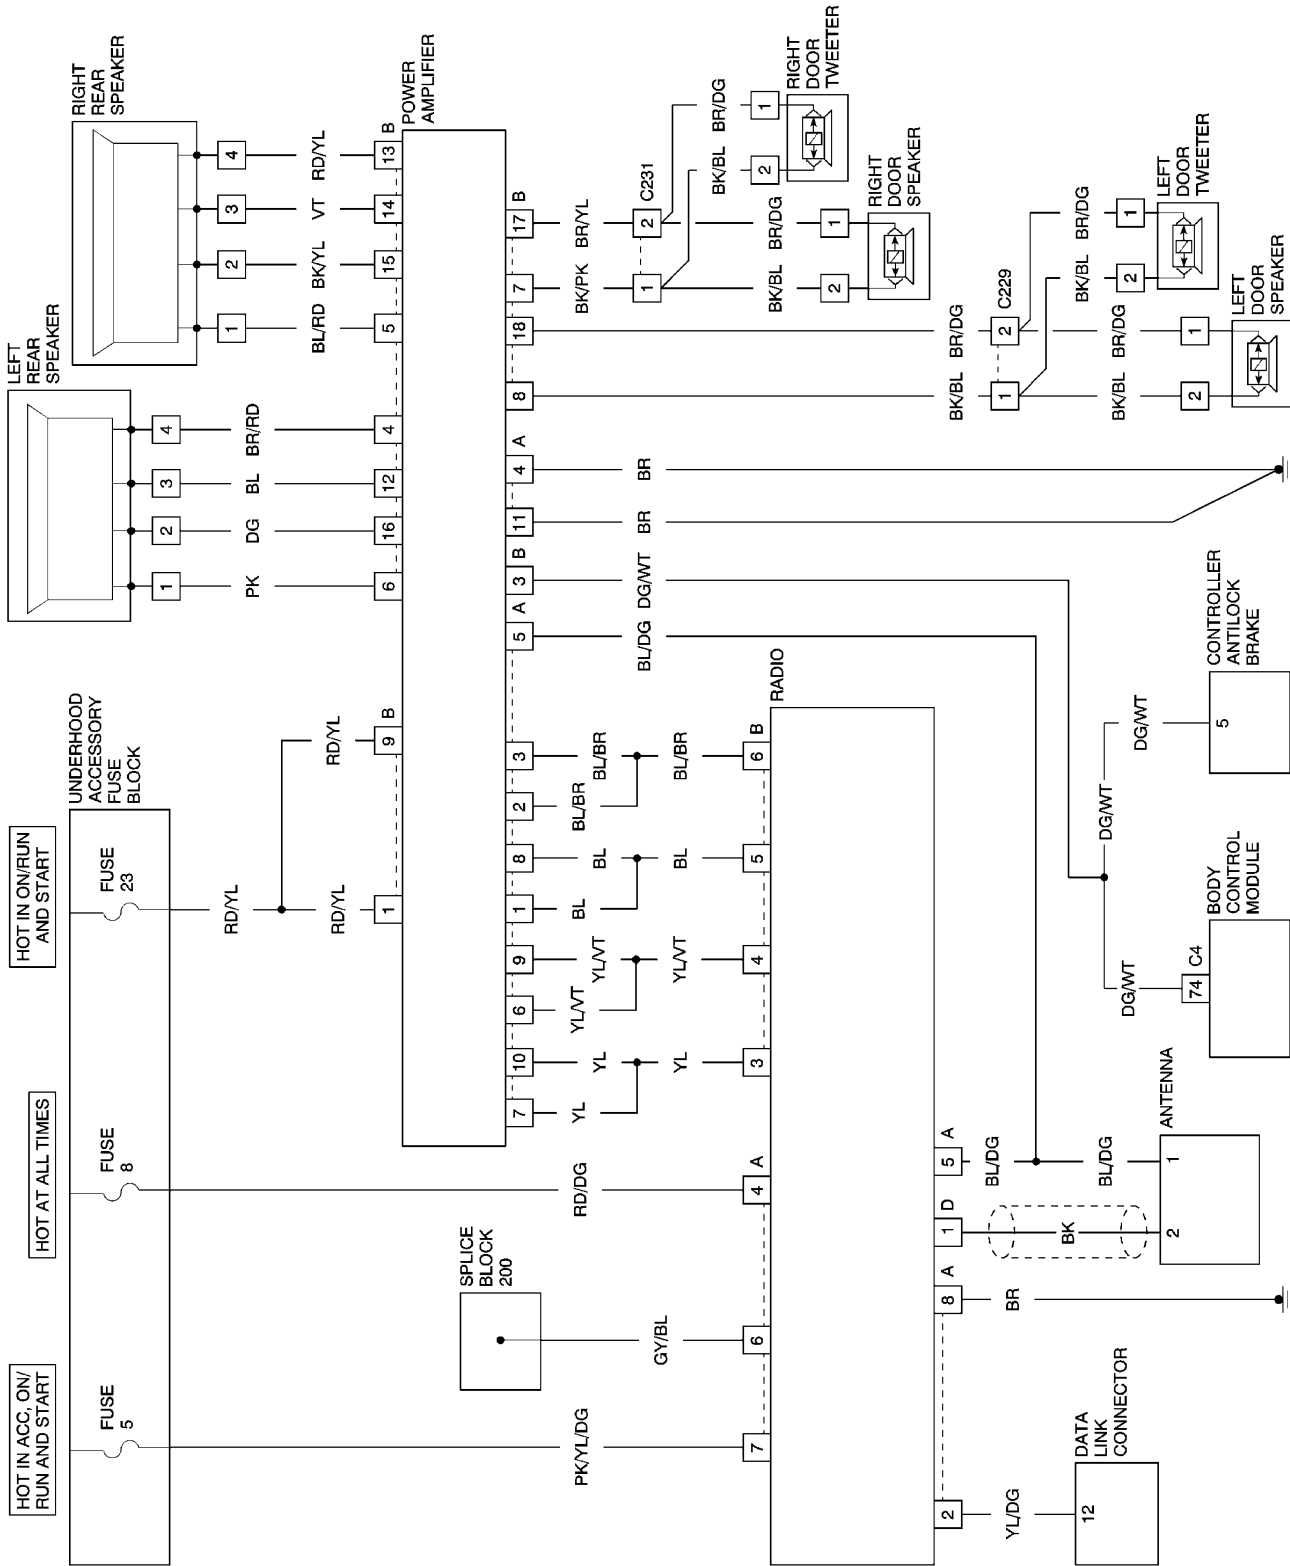 HOT IN ACC, ON/
RUN AND START
HOT AT ALL TIMES
HOT IN ON/RUN
AND START
UNDERHOOD
ACCESSORY
FUSE
BLOCK
FUSE
5
FUSE
8
FUSE
23
RD/YL
RD/YL
RD/YL
LEFT
REAR
SPEAKER
1
2
3
4
PK
DG
BL
BR/RD
RIGHT
REAR
SPEAKER
1
2
3
4
BL/RD
BK/YL
VT
RD/YL
1
9
B
6
16
12
4
5
15
14
13
B
POWER
AMPLIFIER
7
10
6
9
1
8
2
3
5
A
3
B
11
4
A
8
18
7
17
B
YL
YL
YL/VT
YL/VT
BL
BL
BL/BR
BL/BR
BL/DG
DG/WT
BR
BR
BK/BL
BR/DG
BK/PK
BR/YL
YL
YL/VT
BL
BL/BR
PK/YL/DG
RD/DG
SPLICE
BLOCK
200
GY/BL
7
6
4
A
3
4
5
6
B
RADIO
2
8
A
1
D
5
A
YL/DG
BR
BK
BL/DG
BL/DG
DATA
LINK
CONNECTOR
12
ANTENNA
2
1
DG/WT
DG/WT
DG/WT
74
C4
BODY
CONTROL
MODULE
CONTROLLER
ANTILOCK
BRAKE
5
1
2
C231
BK/BL
BR/DG
BK/BL
BR/DG
2
1
RIGHT
DOOR
TWEETER
2
1
RIGHT
DOOR
SPEAKER
1
2
C229
BK/BL
BR/DG
BK/BL
BR/DG
2
1
LEFT
DOOR
TWEETER
2
1
LEFT
DOOR
SPEAKER